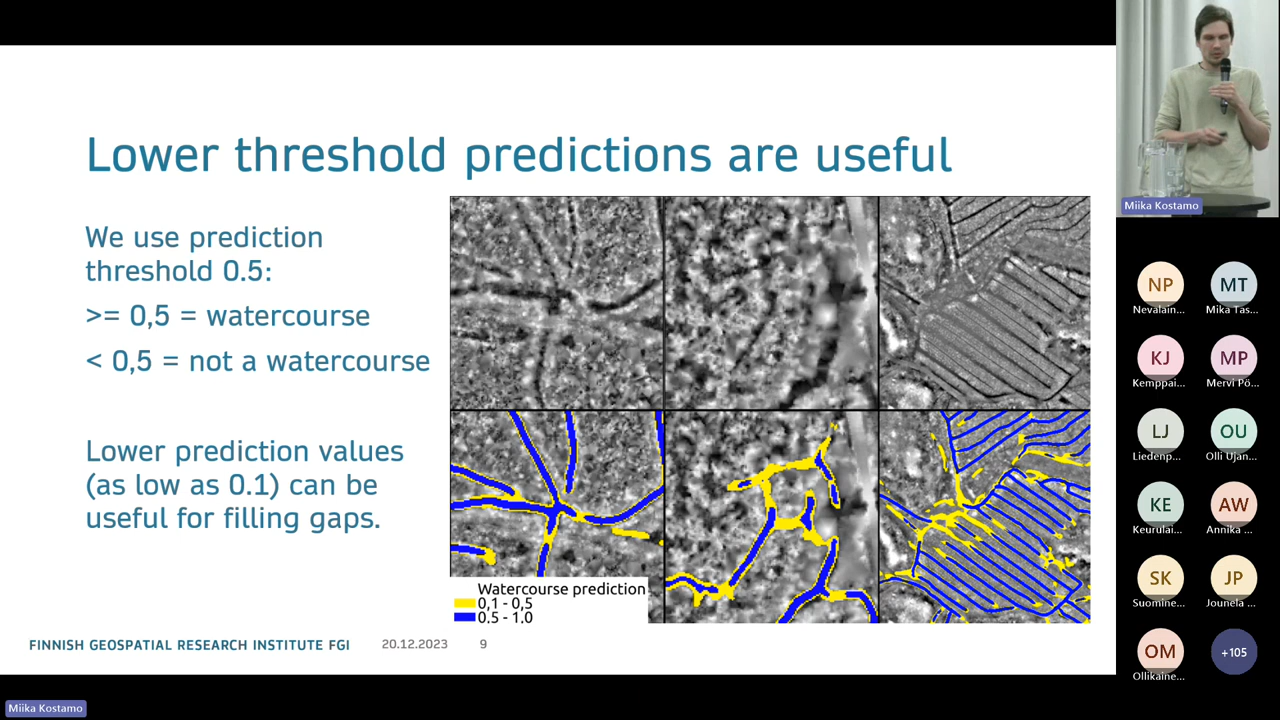 Lower threshold predictions are useful
We use prediction
threshold 0.5:
>= 0,5 = watercourse
< 0,5 = not a watercourse
Lower prediction values
(as low as 0.1) can be
useful for filling gaps.
Watercourse prediction
0,1 - 0,5
0,5 - 1,0
FINNISH GEOSPATIAL RESEARCH INSTITUTE FGI
20.12.2023
9
Miika Kostamo
Miika Kostamo
NP
MT
Nevalain...
Mika Tas...
KJ
MP
Kemppai...
Mervi Pö...
LJ
OU
Liedenp...
Olli Ujan...
KE
AW
Keurulai...
Annika ...
SK
JP
Suomine...
Jounela ...
OM
+105
Ollikaine...